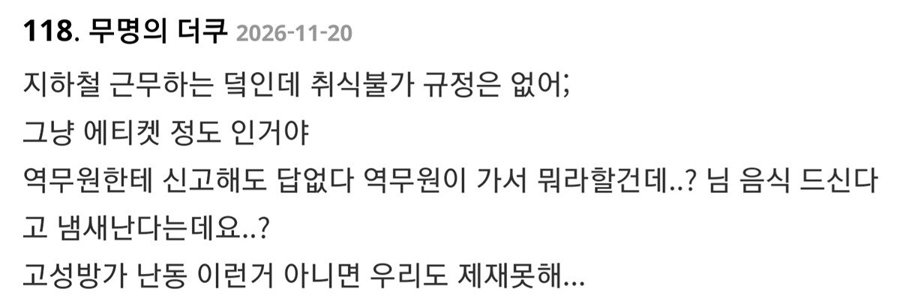 118. 무명의 더쿠 2026-11-20
지하철 근무하는 덬인데 취식불가 규정은 없어;
그냥 에티켓 정도 인거야
역무원한테 신고해도 답없다 역무원이 가서 뭐라할건데..? 님 음식 드신다
고 냄새난다는데요..?
고성방가 난동 이런거 아니면 우리도 제재못해...